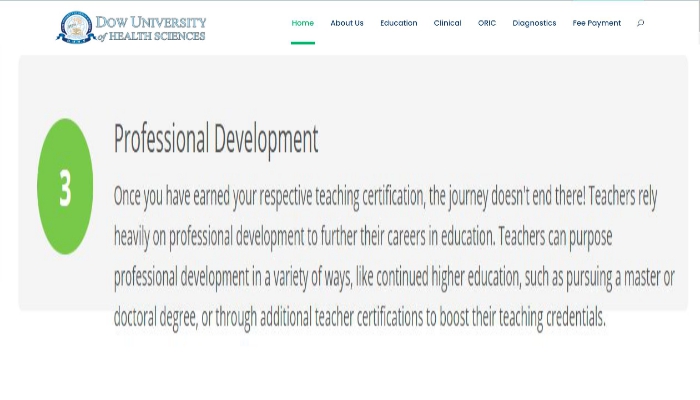 DOW UNIVERSITY
of HEALTH SCIENCES
Home About Us Education Clinical ORIC Diagnostics Fee Payment
3
Professional Development
Once you have earned your respective teaching certification, the journey doesn't end there! Teachers rely
heavily on professional development to further their careers in education. Teachers can purpose
professional development in a variety of ways, like continued higher education, such as pursuing a master or
doctoral degree, or through additional teacher certifications to boost their teaching credentials.